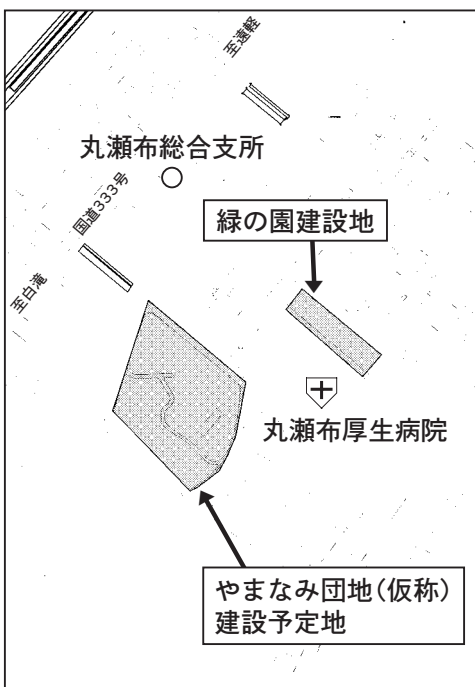 至遠軽
丸瀬布総合支所
国道333号
至白滝
緑の園建設地
丸瀬布厚生病院
やまなみ団地(仮称)
建設予定地